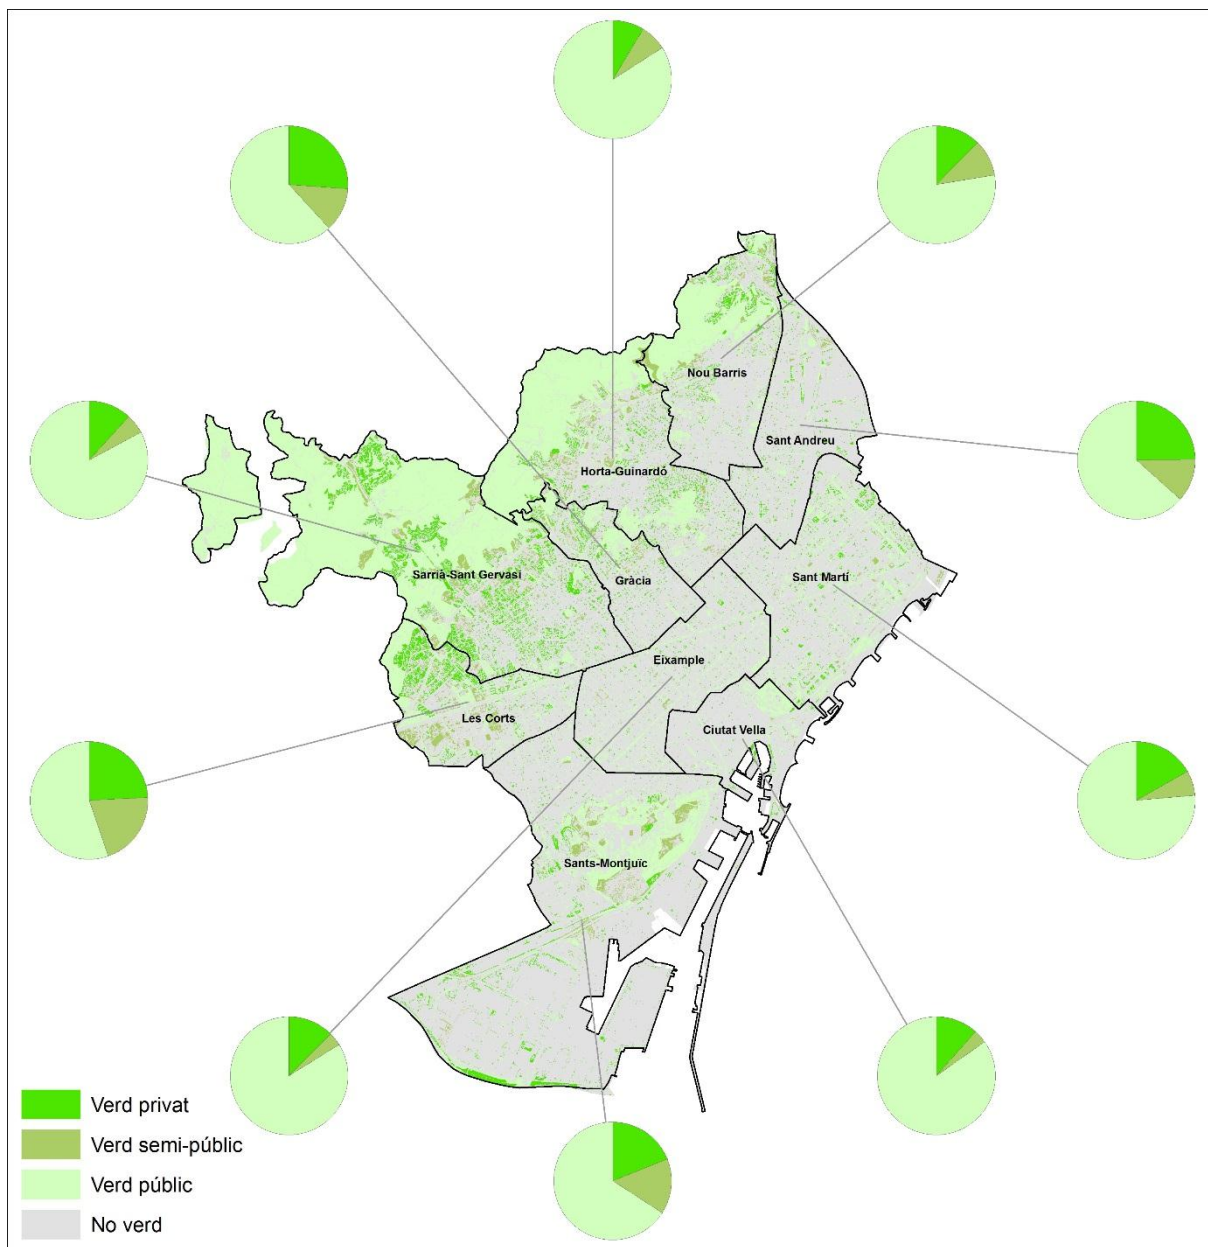 Nou Barris
Sant Andreu
Horta-Guinardó
Sarrià-Sant Gervasi
Gràcia
Sant Martí
Eixample
Les Corts
Ciutat Vella
Sants-Montjuïc
Verd privat
Verd semi-públic
Verd públic
No verd